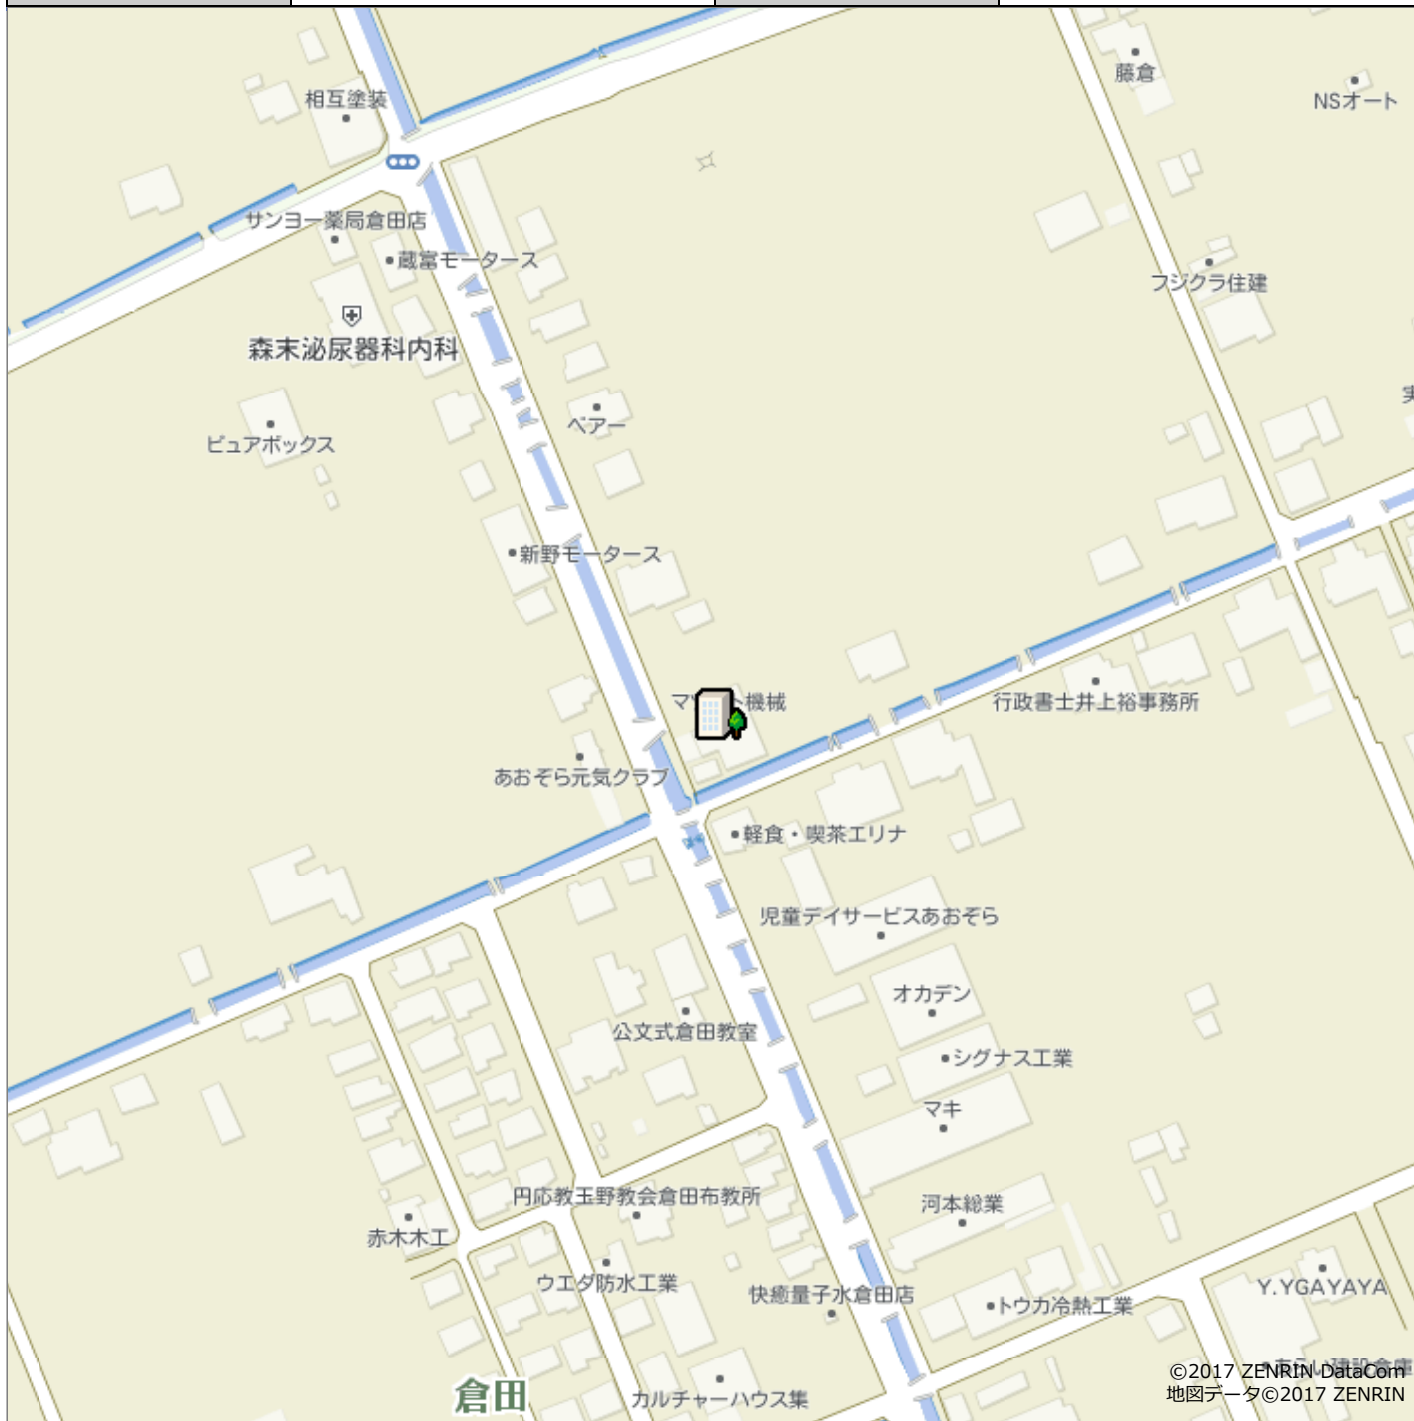 藤倉
NSオート
相互塗装
サンヨー薬局倉田店
蔵富モータース
フジクラ住建
森末泌尿器科内科
ベアー
ピュアボックス
新野モータース
機械
行政書士井上裕事務所
あおぞら元気クラブ
軽食・喫茶エリナ
児童デイサービスあおぞら
オカデン
公文式倉田教室
シグナス工業
マキ
円応教玉野教会倉田布教所
河本総業
赤木木工
ウエダ防水工業
快癒量子水倉田店
トウカ冷熱工業
Y.YGAYAYA
倉田
カルチャーハウス集
©2017 ZENRIN DataCom
地図データ©2017 ZENRIN